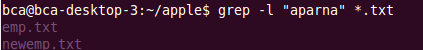 bca@bca-desktop-3:~/apple$ grep -l "aparna" *.txt
emp.txt
newemp.txt